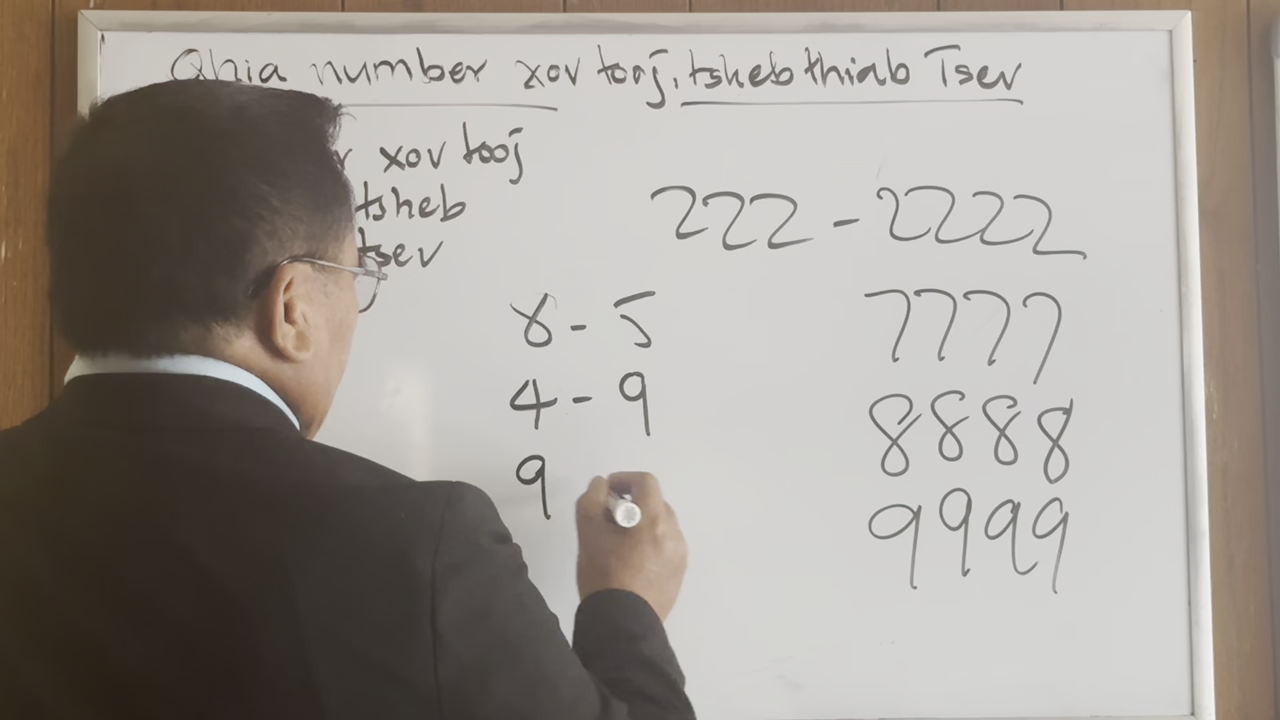 Qhia number xov tooj, tsheb thiab Tsev
xov tooj
tsheb
tsev
222 - 2222
8 - 5
7777
4 - 9
8888
9
9999